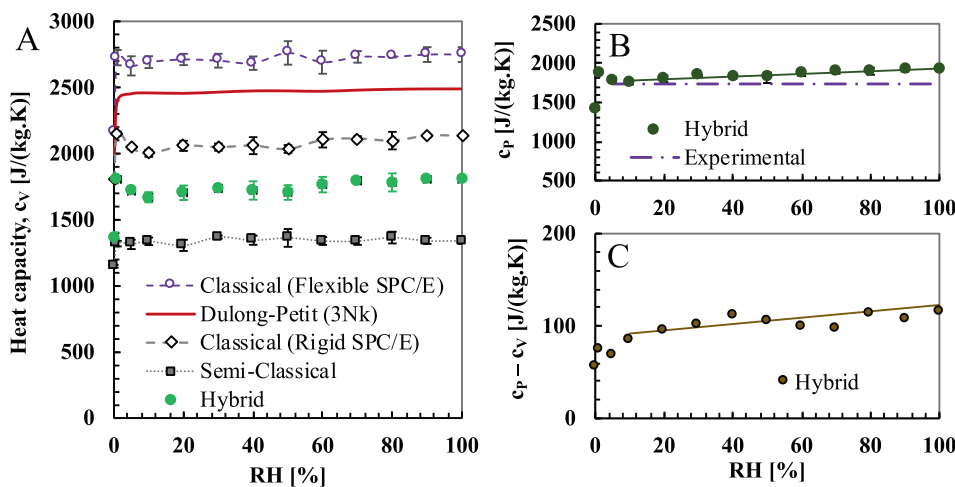 A
Heat capacity, cV [J/(kg.K)]
3000
2500
2000
1500
1000
500
0
Classical (Flexible SPC/E)
Dulong-Petit (3Nk)
Classical (Rigid SPC/E)
Semi-Classical
Hybrid
0 20 40 60 80 100
RH [%]
B
cP [J/(kg.K)]
2500
2000
1500
1000
500
Hybrid
Experimental
0 20 40 60 80 100
C
cP – cV [J/(kg.K)]
200
100
0
Hybrid
0 20 40 60 80 100
RH [%]